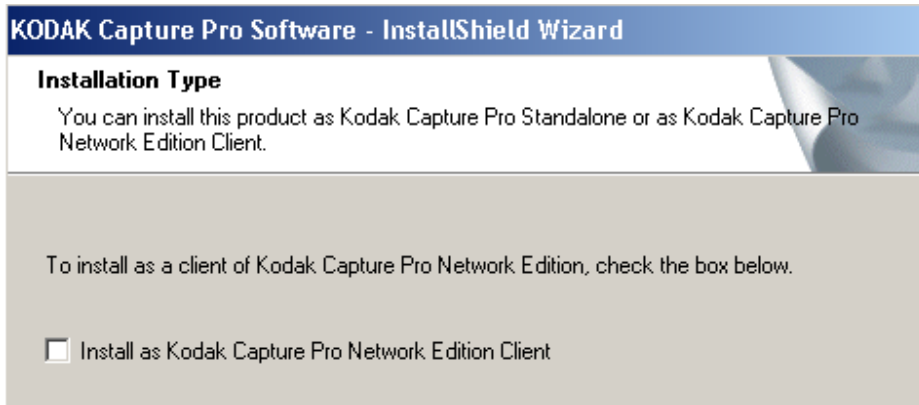 KODAK Capture Pro Software - InstallShield Wizard
Installation Type
You can install this product as Kodak Capture Pro Standalone or as Kodak Capture Pro
Network Edition Client.
To install as a client of Kodak Capture Pro Network Edition, check the box below.
Install as Kodak Capture Pro Network Edition Client